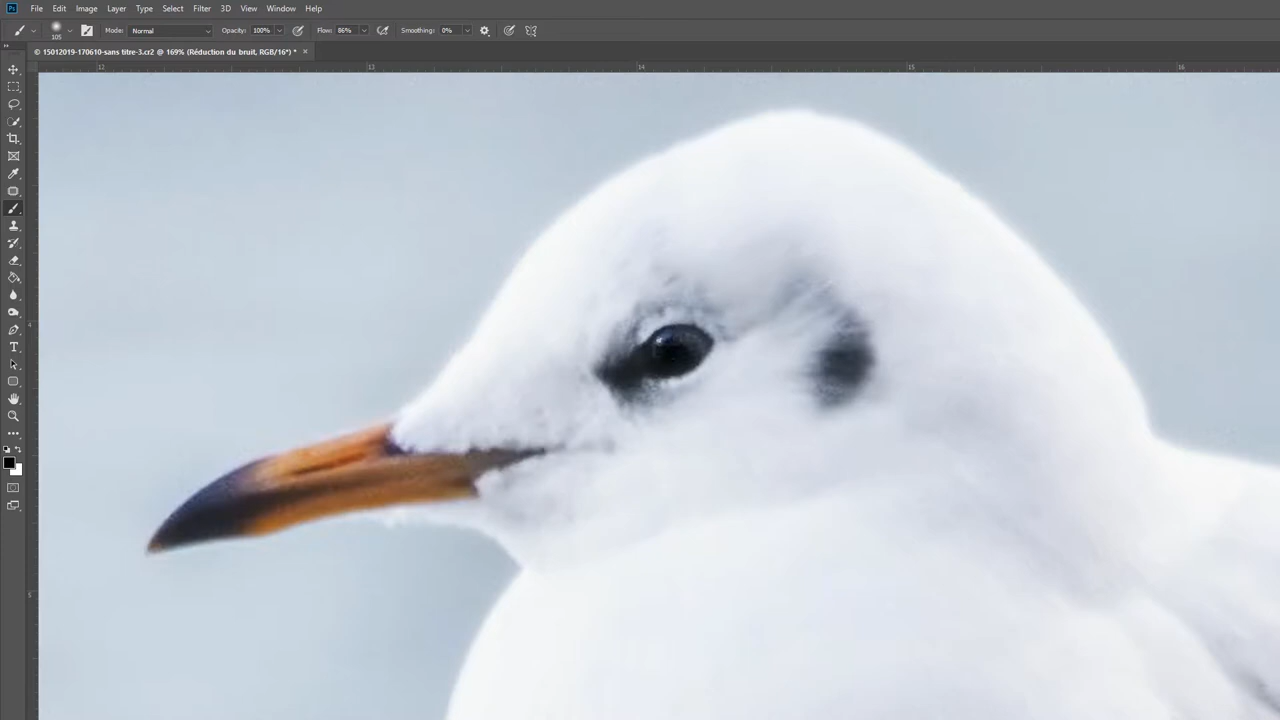 Ps File Edit Image Layer Type Select Filter 3D View Window Help
105 Mode: Normal Opacity: 100% Flow: 86% Smoothing: 0%
© 15012019-170610-sans titre-3.cr2 @ 169% (Réduction du bruit, RGB/16*) * ×
12 13 14 15 16
4
5